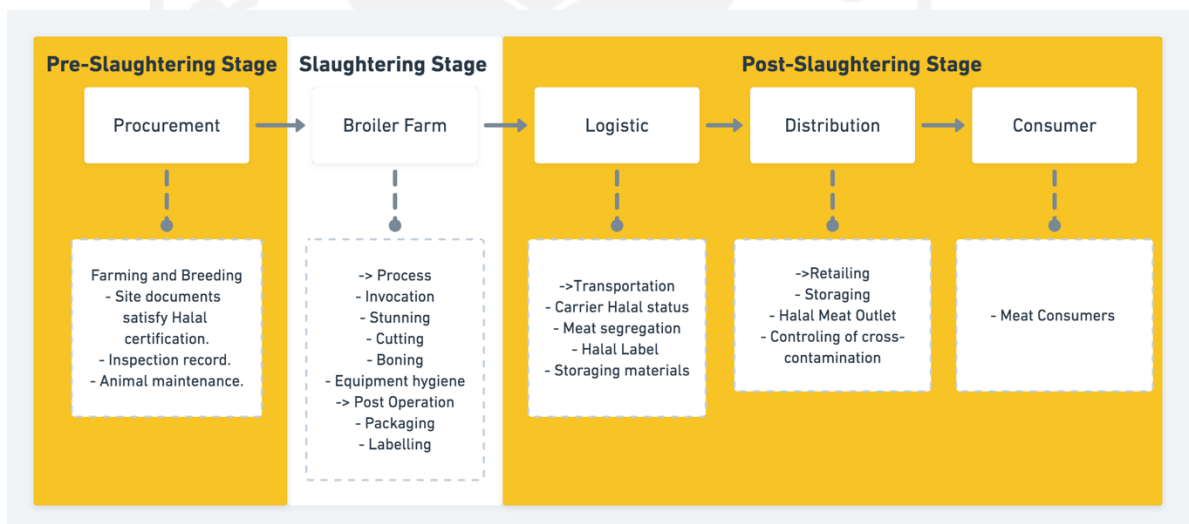 Pre-Slaughtering Stage
Slaughtering Stage
Post-Slaughtering Stage
Procurement
Broiler Farm
Logistic
Distribution
Consumer
Farming and Breeding
- Site documents
satisfy Halal
certification.
- Inspection record.
- Animal maintenance.
-> Process
- Invocation
- Stunning
- Cutting
- Boning
- Equipment hygiene
-> Post Operation
- Packaging
- Labelling
->Transportation
- Carrier Halal status
- Meat segregation
- Halal Label
- Storaging materials
->Retailing
- Storaging
- Halal Meat Outlet
- Controling of cross-
contamination
- Meat Consumers